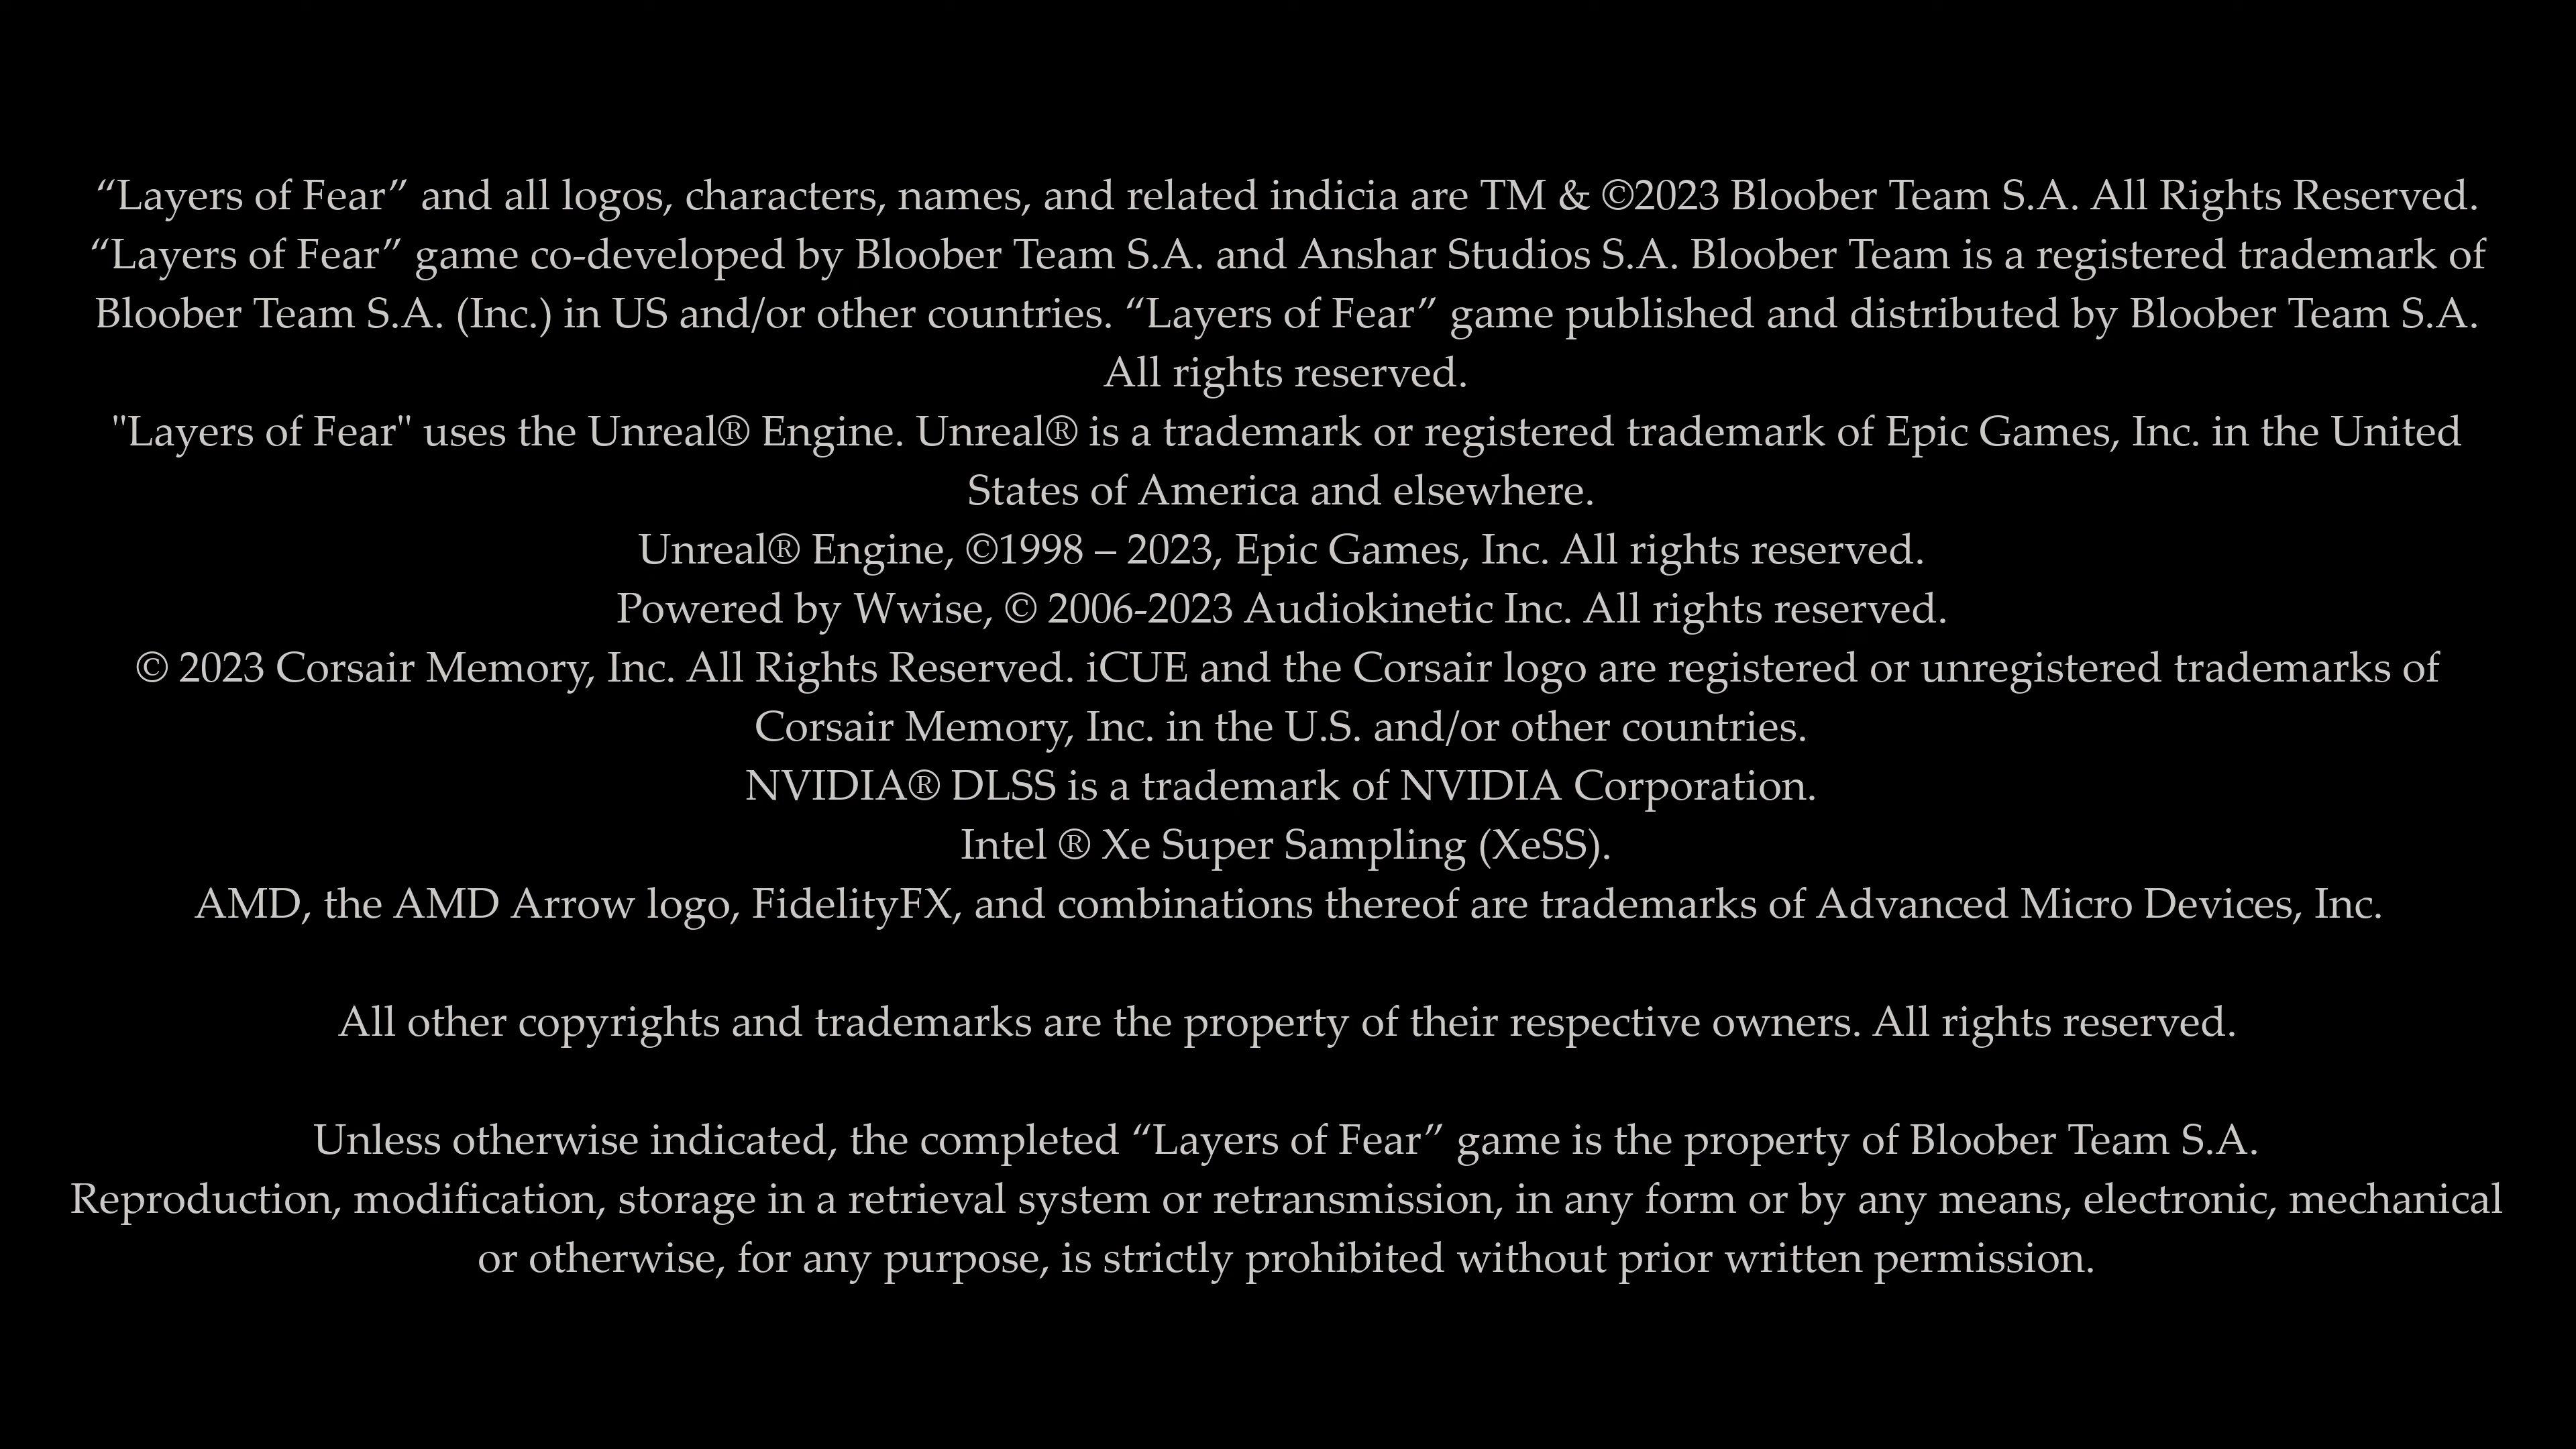 “Layers of Fear” and all logos, characters, names, and related indicia are TM & ©2023 Bloober Team S.A. All Rights Reserved.
“Layers of Fear” game co-developed by Bloober Team S.A. and Anshar Studios S.A. Bloober Team is a registered trademark of
Bloober Team S.A. (Inc.) in US and/or other countries. “Layers of Fear” game published and distributed by Bloober Team S.A.
All rights reserved.
"Layers of Fear" uses the Unreal® Engine. Unreal® is a trademark or registered trademark of Epic Games, Inc. in the United
States of America and elsewhere.
Unreal® Engine, ©1998 – 2023, Epic Games, Inc. All rights reserved.
Powered by Wwise, © 2006-2023 Audiokinetic Inc. All rights reserved.
© 2023 Corsair Memory, Inc. All Rights Reserved. iCUE and the Corsair logo are registered or unregistered trademarks of
Corsair Memory, Inc. in the U.S. and/or other countries.
NVIDIA® DLSS is a trademark of NVIDIA Corporation.
Intel ® Xe Super Sampling (XeSS).
AMD, the AMD Arrow logo, FidelityFX, and combinations thereof are trademarks of Advanced Micro Devices, Inc.
All other copyrights and trademarks are the property of their respective owners. All rights reserved.
Unless otherwise indicated, the completed “Layers of Fear” game is the property of Bloober Team S.A.
Reproduction, modification, storage in a retrieval system or retransmission, in any form or by any means, electronic, mechanical
or otherwise, for any purpose, is strictly prohibited without prior written permission.